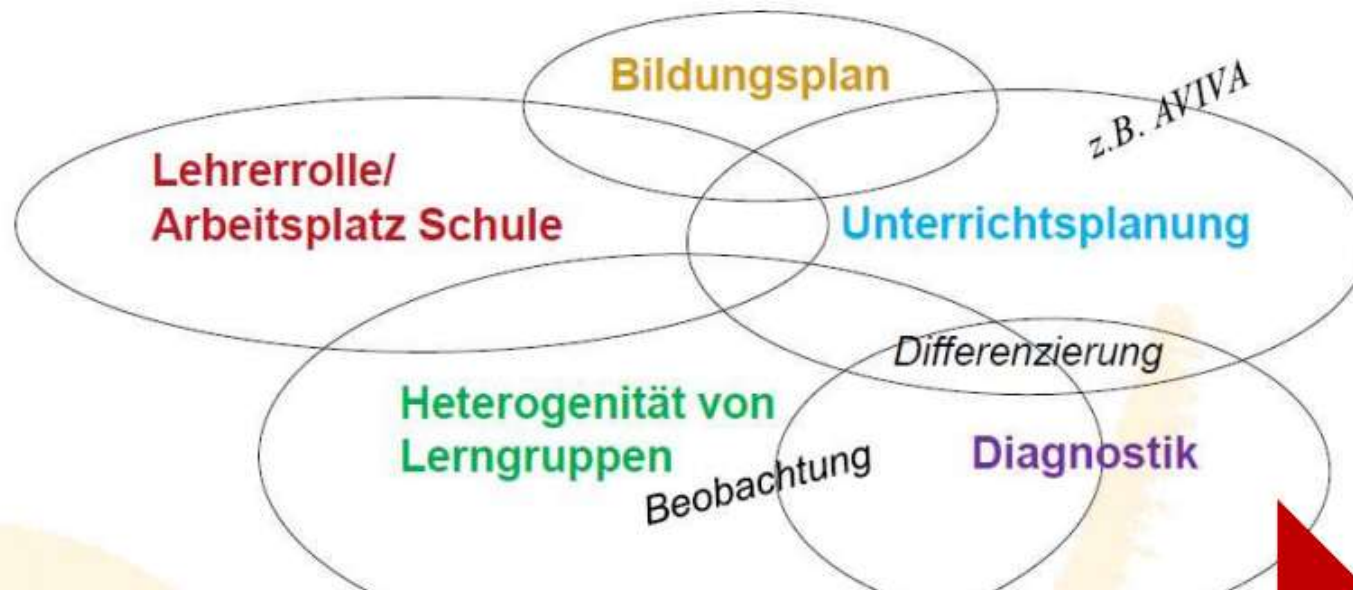 Bildungsplan
z.B. AVIVA
Lehrerrolle/
Arbeitsplatz Schule
Unterrichtsplanung
Differenzierung
Heterogenität von
Lerngruppen
Diagnostik
Beobachtung